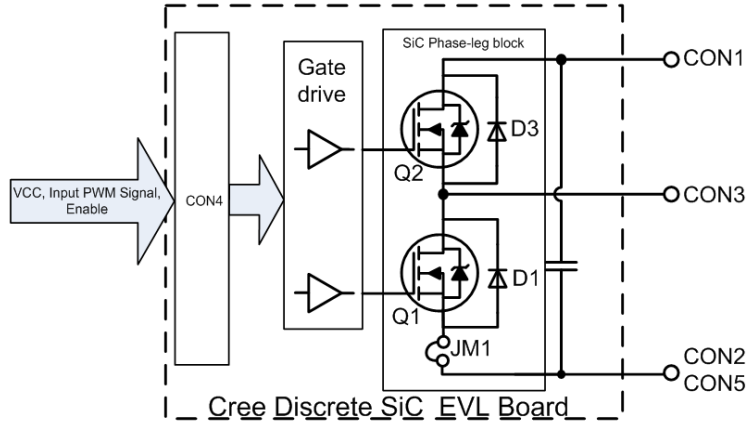 SiC Phase-leg block
CON1
Gate
drive
D3
Q2
VCC, Input PWM Signal,
Enable
CON4
CON3
D1
Q1
JM1
CON2
CON5
Cree Discrete SiC EVL Board